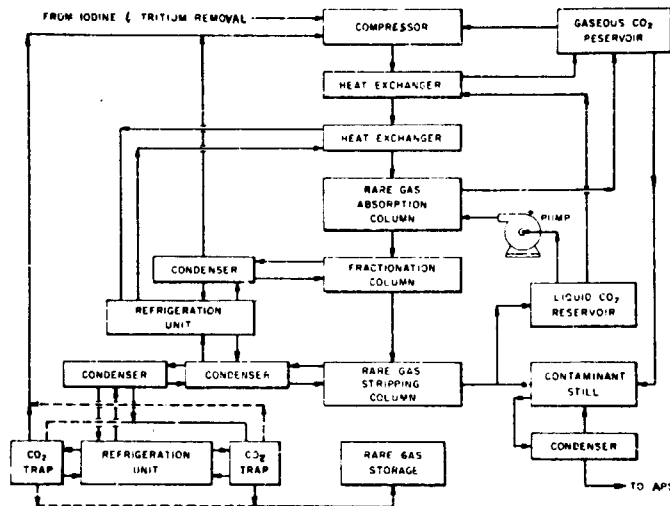 FROM IODINE & TRITIUM REMOVAL
COMPRESSOR
GASEOUS CO2
RESERVOIR
HEAT EXCHANGER
HEAT EXCHANGER
RARE GAS
ABSORPTION
COLUMN
PUMP
CONDENSER
FRACTIONATION
COLUMN
REFRIGERATION
UNIT
LIQUID CO2
RESERVOIR
CONDENSER
CONDENSER
RARE GAS
STRIPPING
COLUMN
CONTAMINANT
STILL
CO2
TRAP
REFRIGERATION
UNIT
CO2
TRAP
RARE GAS
STORAGE
CONDENSER
TO APS